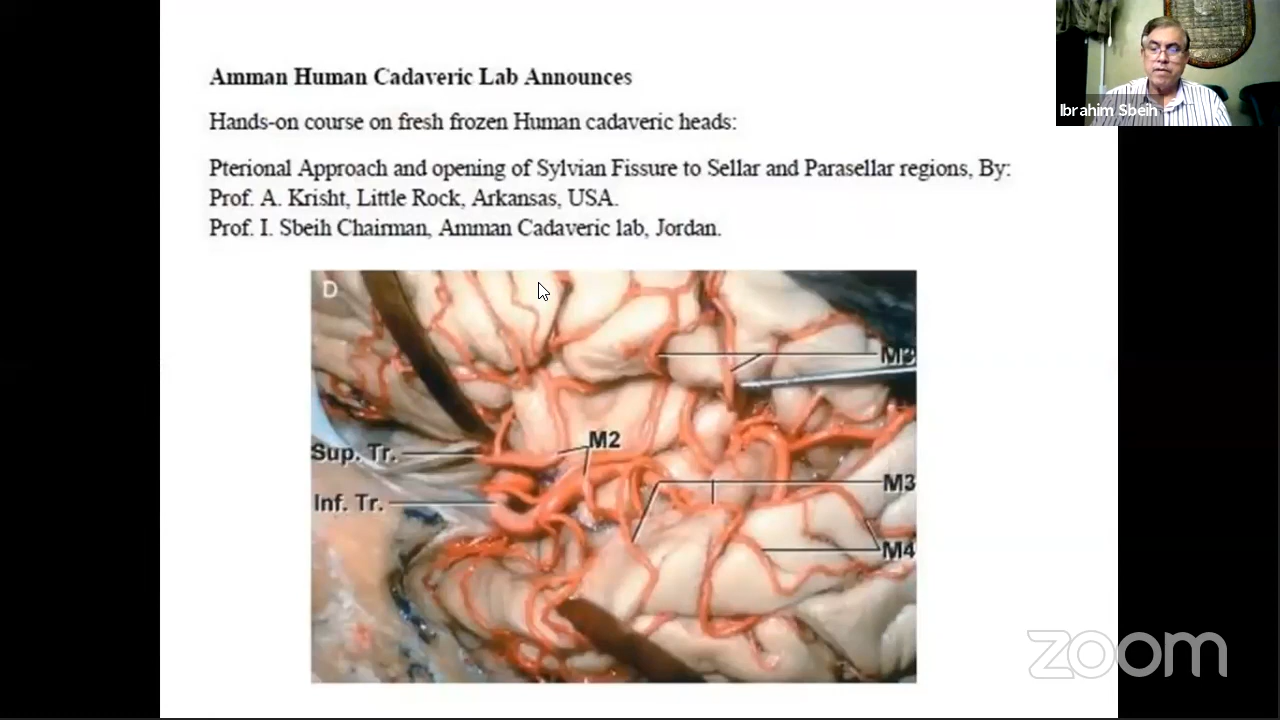 Amman Human Cadaveric Lab Announces
Hands-on course on fresh frozen Human cadaveric heads:
Pterional Approach and opening of Sylvian Fissure to Sellar and Parasellar regions, By:
Prof. A. Krisht, Little Rock, Arkansas, USA.
Prof. I. Sbeih Chairman, Amman Cadaveric lab, Jordan.
Ibrahim Sbeih
D
M3
M2
Sup. Tr.
Inf. Tr.
M3
M4
zoom